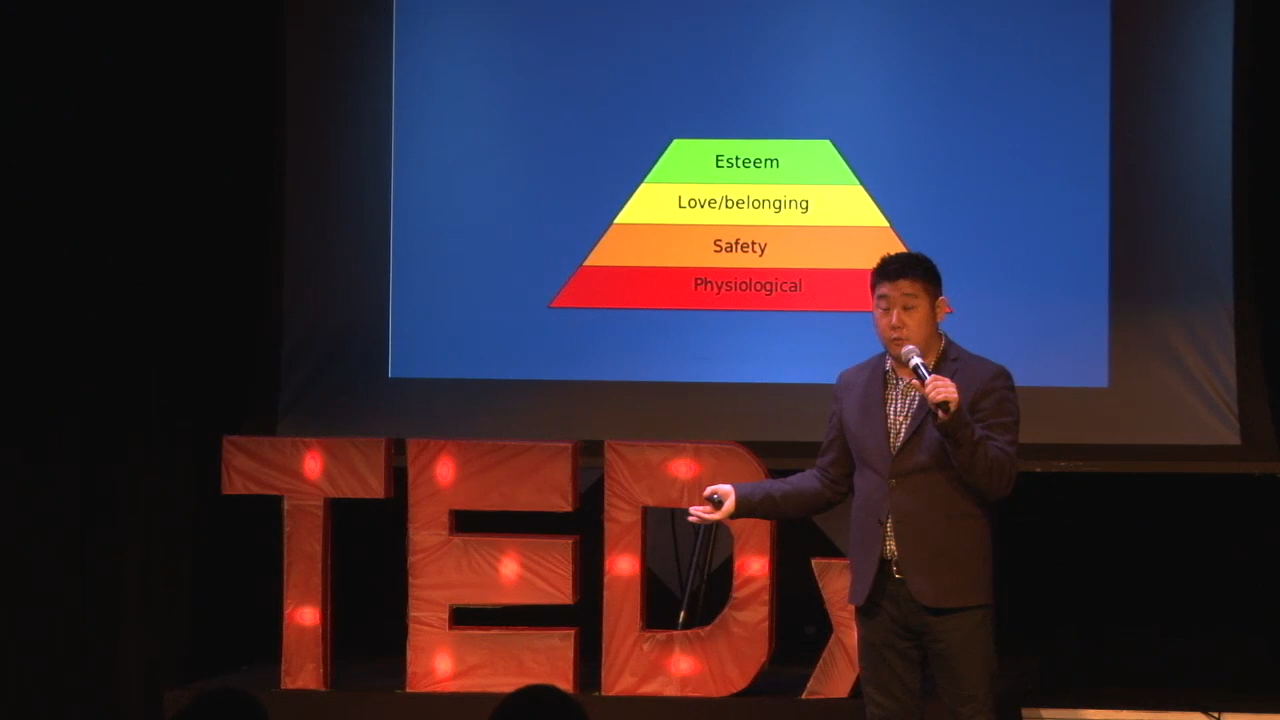 Esteem
Love/belonging
Safety
Physiological
TEDx